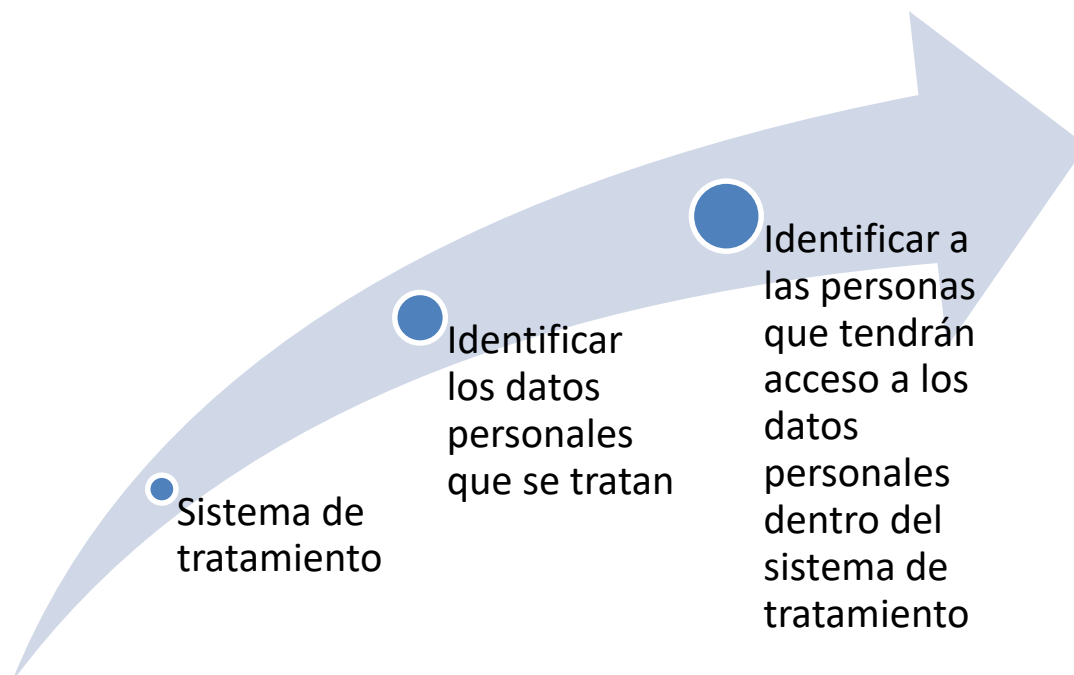 Sistema de
tratamiento
Identificar
los datos
personales
que se tratan
Identificar a
las personas
que tendrán
acceso a los
datos
personales
dentro del
sistema de
tratamiento